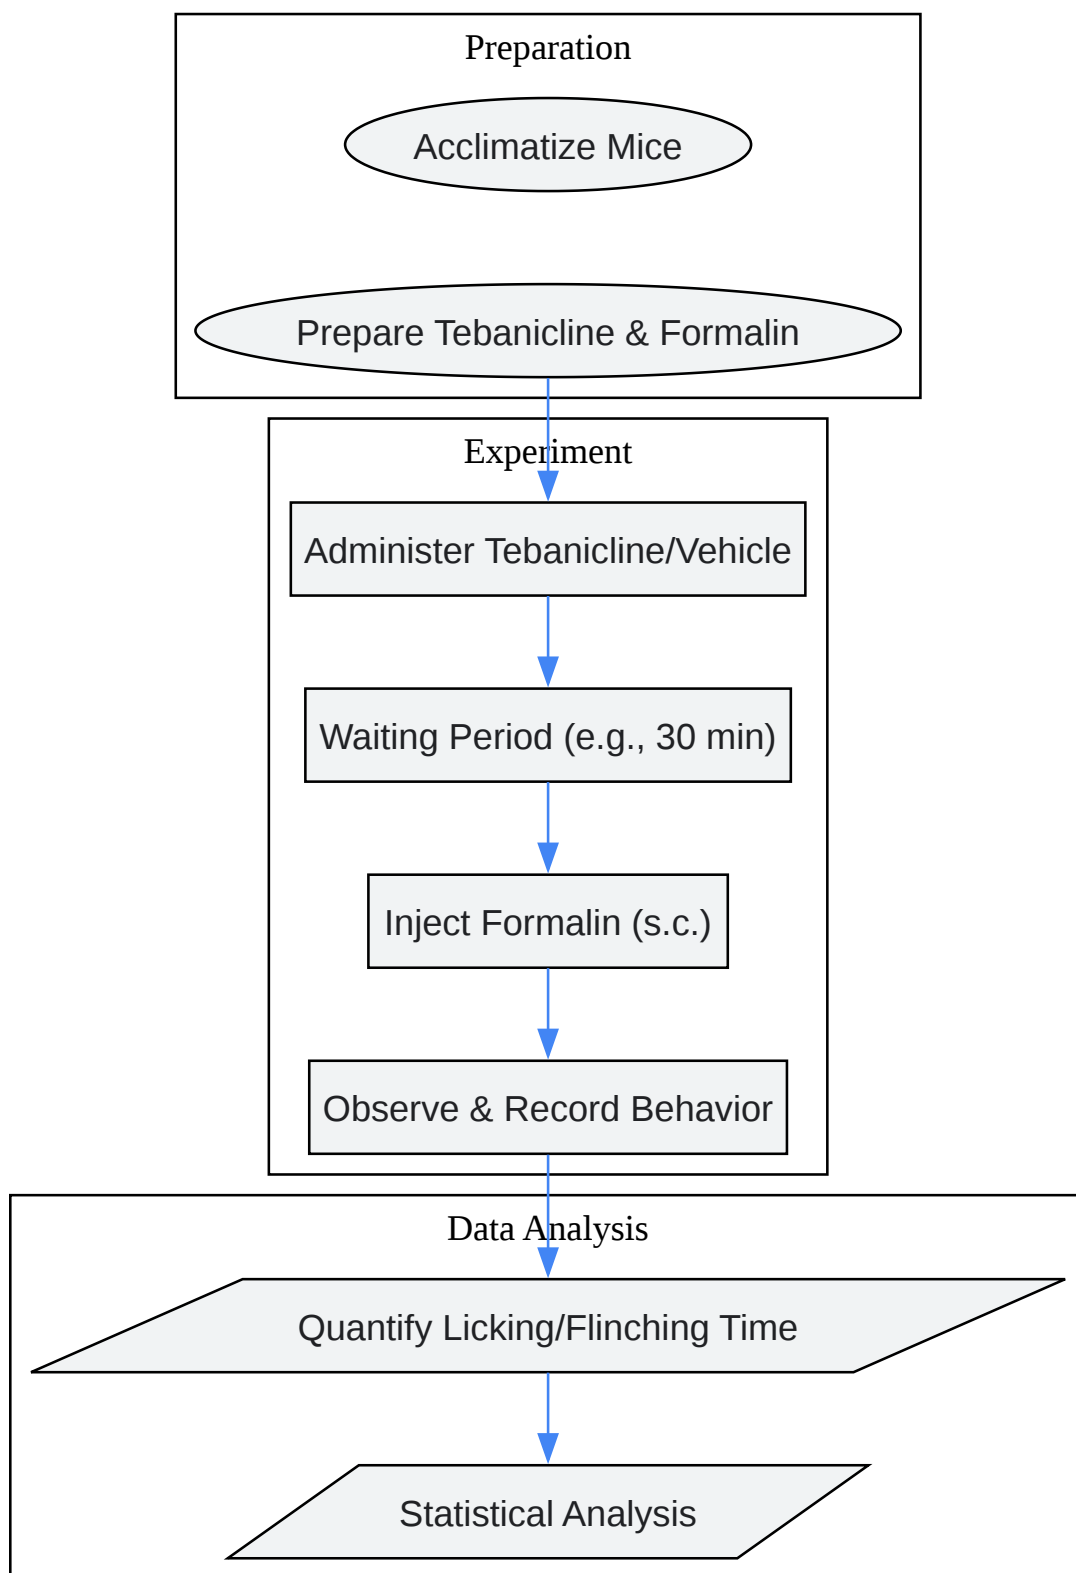 Preparation
Acclimatize Mice
Prepare Tebanicline & Formalin
Experiment
Administer Tebanicline/Vehicle
Waiting Period (e.g., 30 min)
Inject Formalin (s.c.)
Observe & Record Behavior
Data Analysis
Quantify Licking/Flinching Time
Statistical Analysis